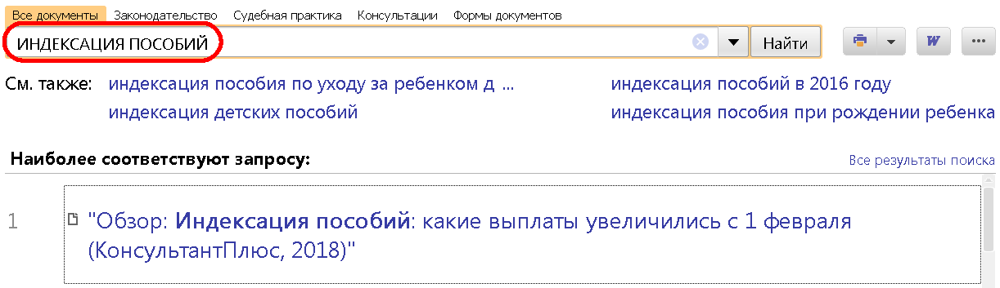 Все документы Законодательство Судебная практика Консультации Формы документов
ИНДЕКСАЦИЯ ПОСОБИЙ Найти W ...
См. также: индексация пособия по уходу за ребенком д ... индексация пособий в 2016 году
индексация детских пособий индексация пособия при рождении ребенка
Наиболее соответствуют запросу: Все результаты поиска
1 "Обзор: Индексация пособий: какие выплаты увеличились с 1 февраля
(КонсультантПлюс, 2018)"